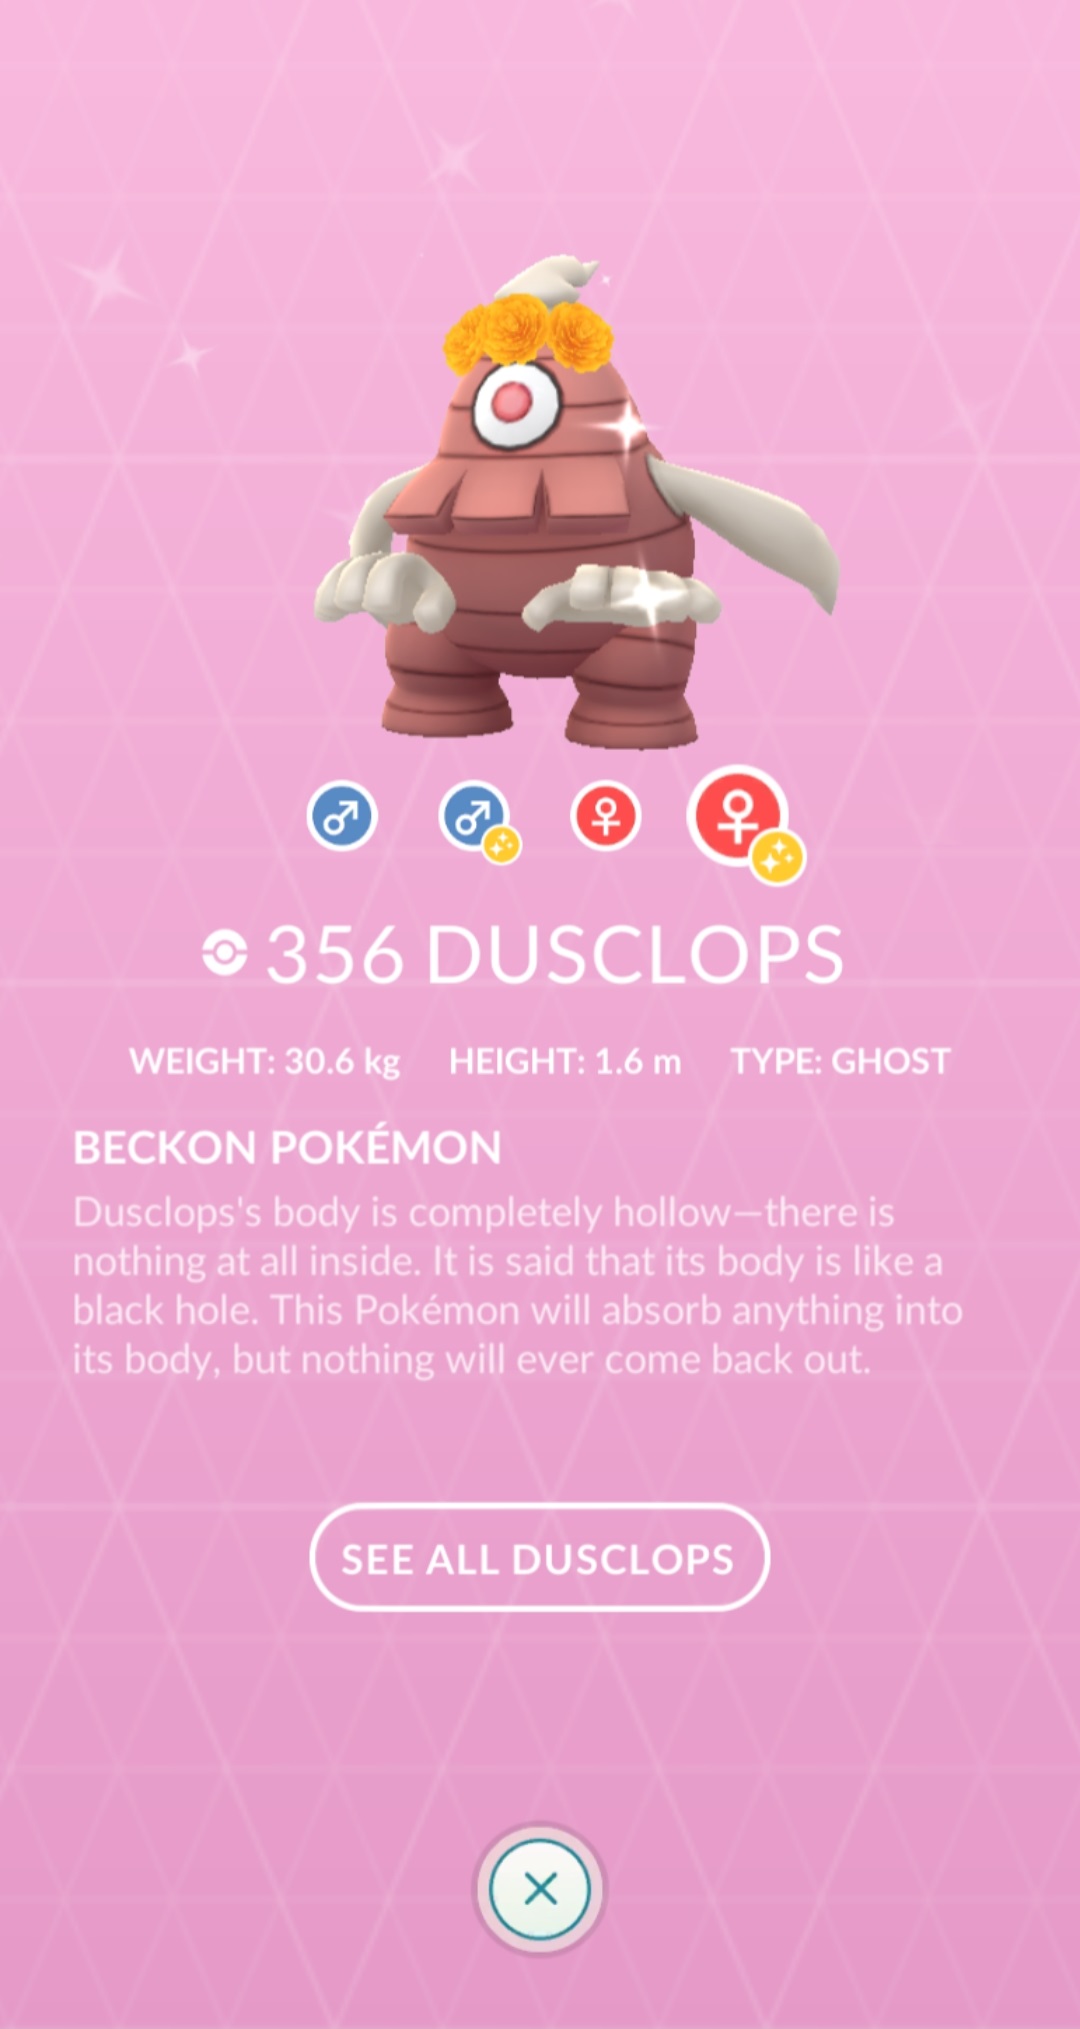 356 DUSCLOPS
WEIGHT: 30.6 kg HEIGHT: 1.6 m TYPE: GHOST
BECKON POKÉMON
Dusclops's body is completely hollow—there is
nothing at all inside. It is said that its body is like a
black hole. This Pokémon will absorb anything into
its body, but nothing will ever come back out.
SEE ALL DUSCLOPS